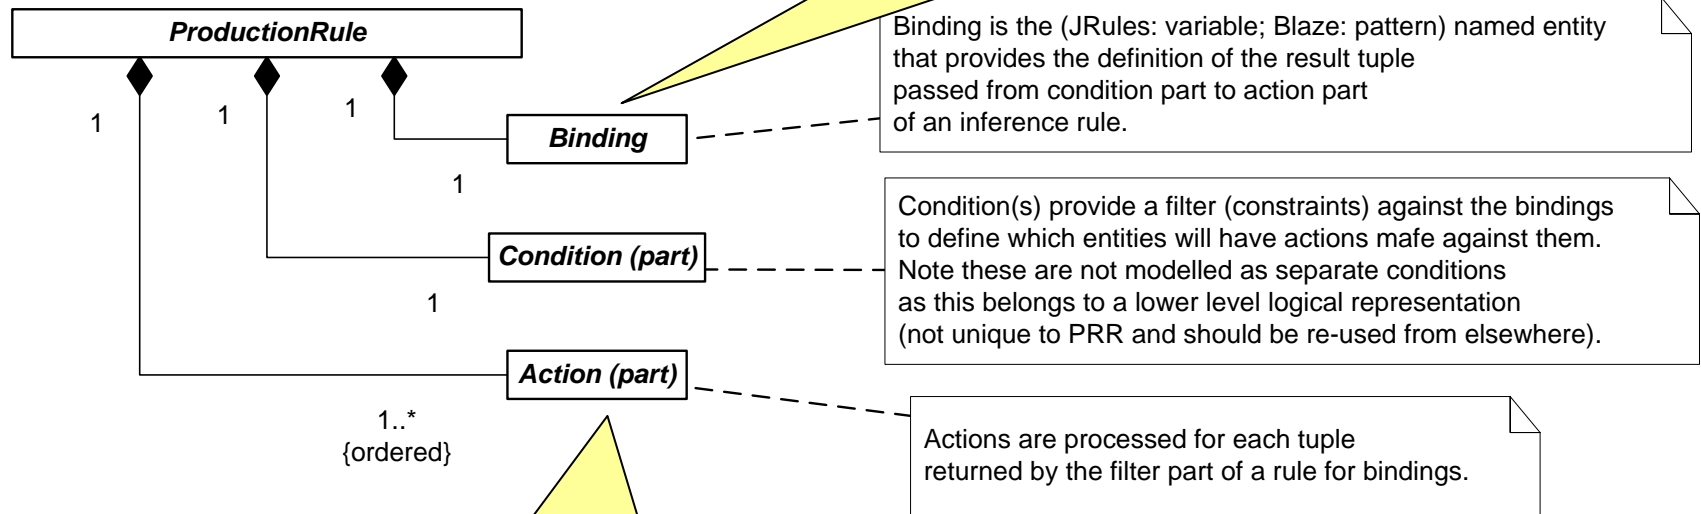 ProductionRule
Binding is the (JRules: variable; Blaze: pattern) named entity
that provides the definition of the result tuple
passed from condition part to action part
of an inference rule.
1
1
1
Binding
1
Condition(s) provide a filter (constraints) against the bindings
to define which entities will have actions mafe against them.
Note these are not modelled as separate conditions
as this belongs to a lower level logical representation
(not unique to PRR and should be re-used from elsewhere).
Condition (part)
1
Action (part)
1..*
{ordered}
Actions are processed for each tuple
returned by the filter part of a rule for bindings.